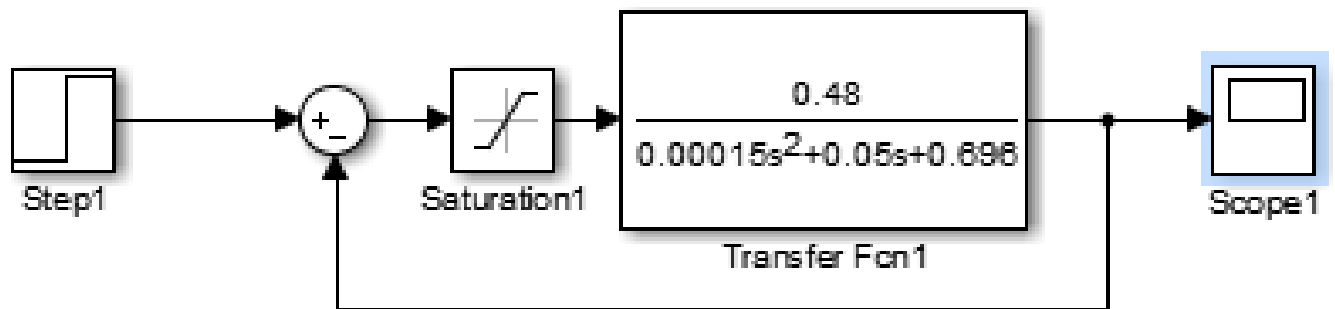 0.48
0.00015s²+0.05s+0.696
+
−
Step1
Saturation1
Transfer Fcn1
Scope1